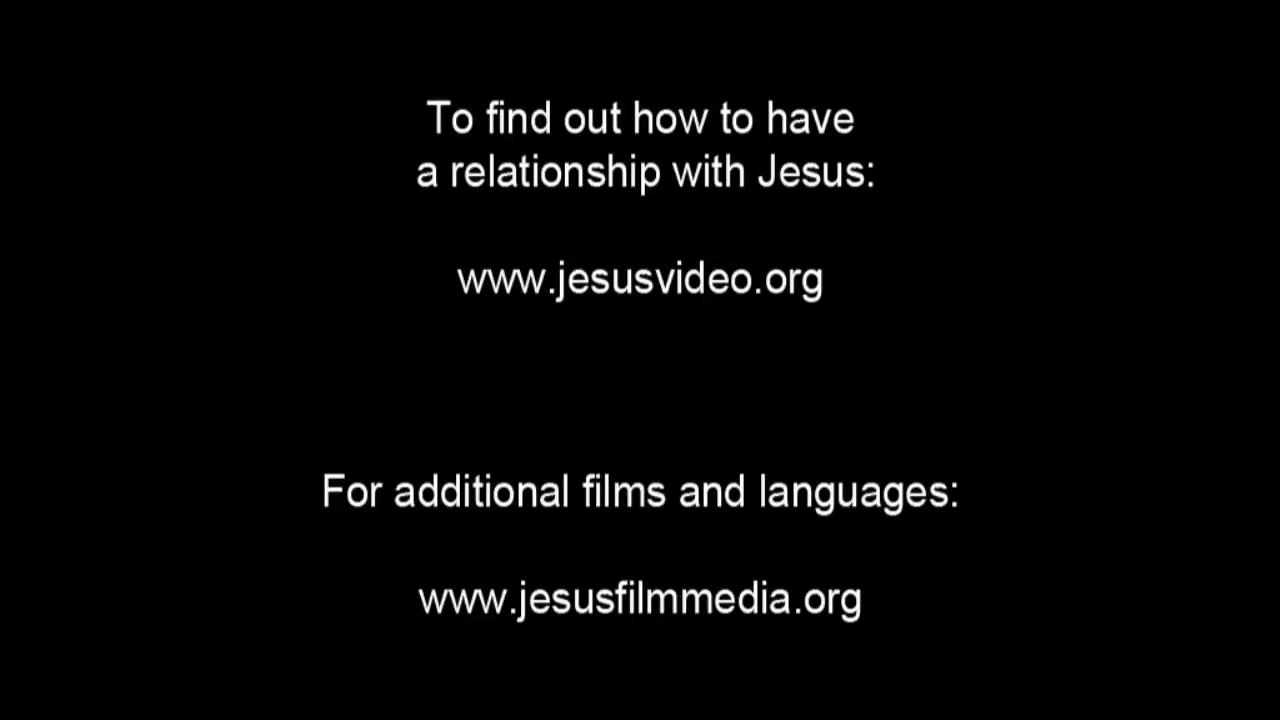 To find out how to have
a relationship with Jesus:
www.jesusvideo.org
For additional films and languages:
www.jesusfilmmedia.org